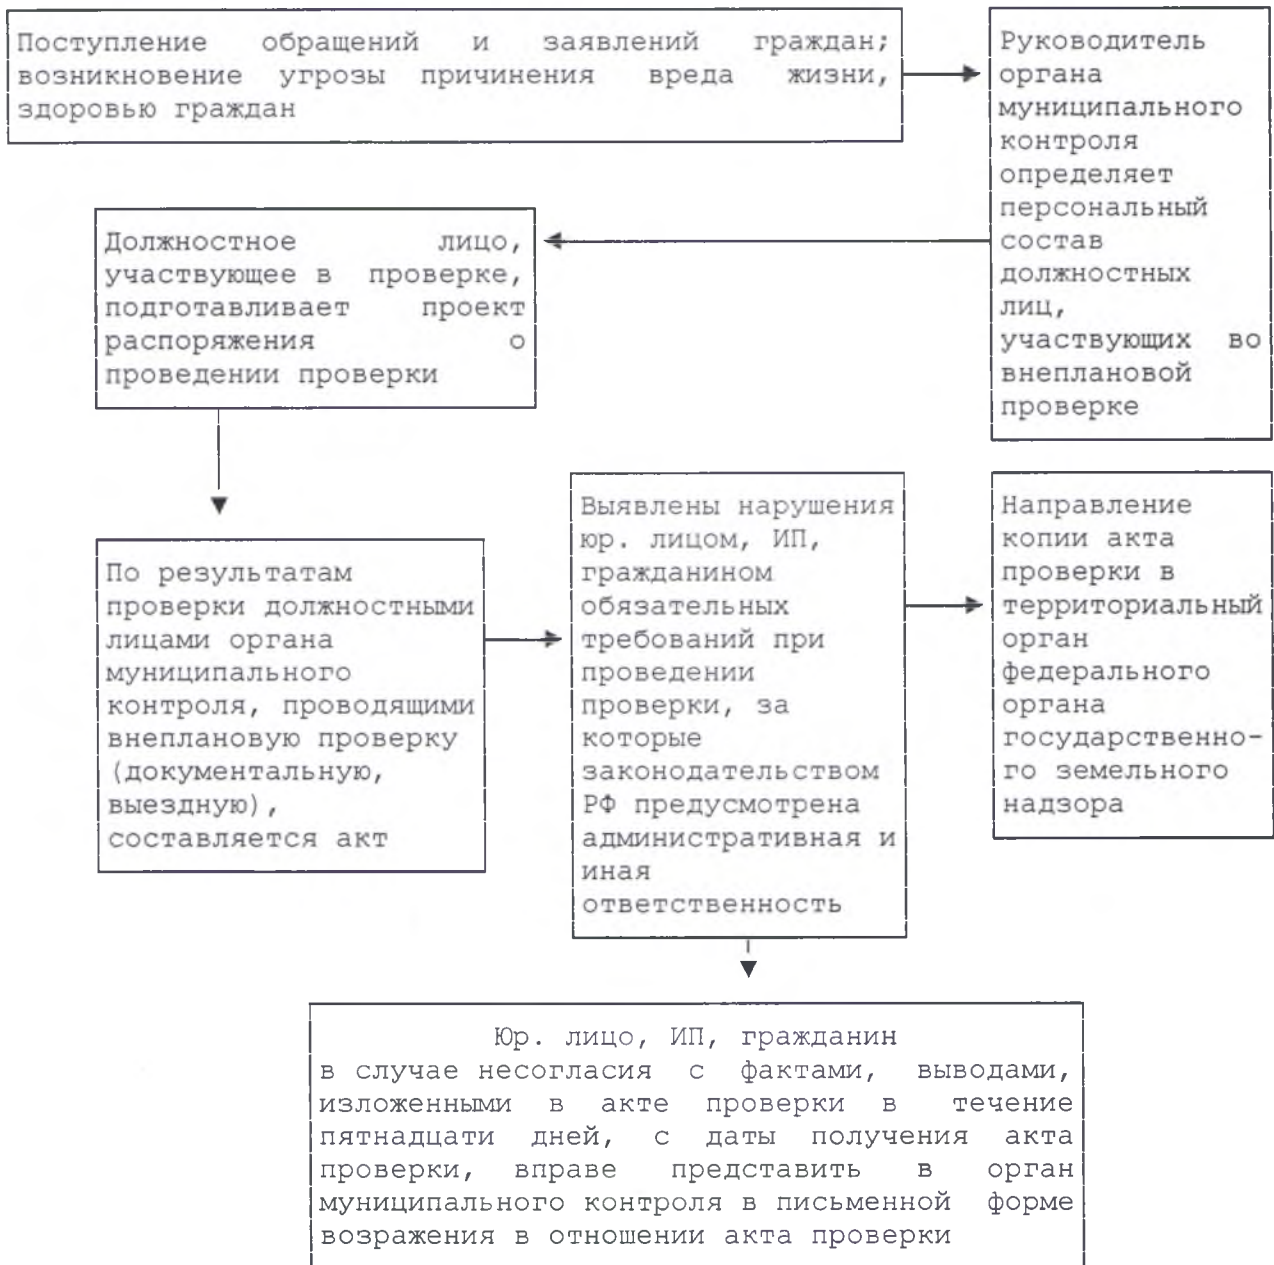 Поступление обращений и заявлений граждан;
возникновение угрозы причинения вреда жизни,
здоровью граждан
Руководитель
органа
муниципального
контроля
определяет
персональный
состав
должностных
лиц,
участвующих во
внеплановой
проверке
Должностное лицо,
участвующее в проверке,
подготавливает проект
распоряжения о
проведении проверки
По результатам
проверки должностными
лицами органа
муниципального
контроля, проводящими
внеплановую проверку
(документальную,
выездную),
составляется акт
Выявлены нарушения
юр. лицом, ИП,
гражданином
обязательных
требований при
проведении
проверки, за
которые
законодательством
РФ предусмотрена
административная и
иная
ответственность
Направление
копии акта
проверки в
территориальный
орган
федерального
органа
государственно-
го земельного
надзора
Юр. лицо, ИП, гражданин
в случае несогласия с фактами, выводами,
изложенными в акте проверки в течение
пятнадцати дней, с даты получения акта
проверки, вправе представить в орган
муниципального контроля в письменной форме
возражения в отношении акта проверки